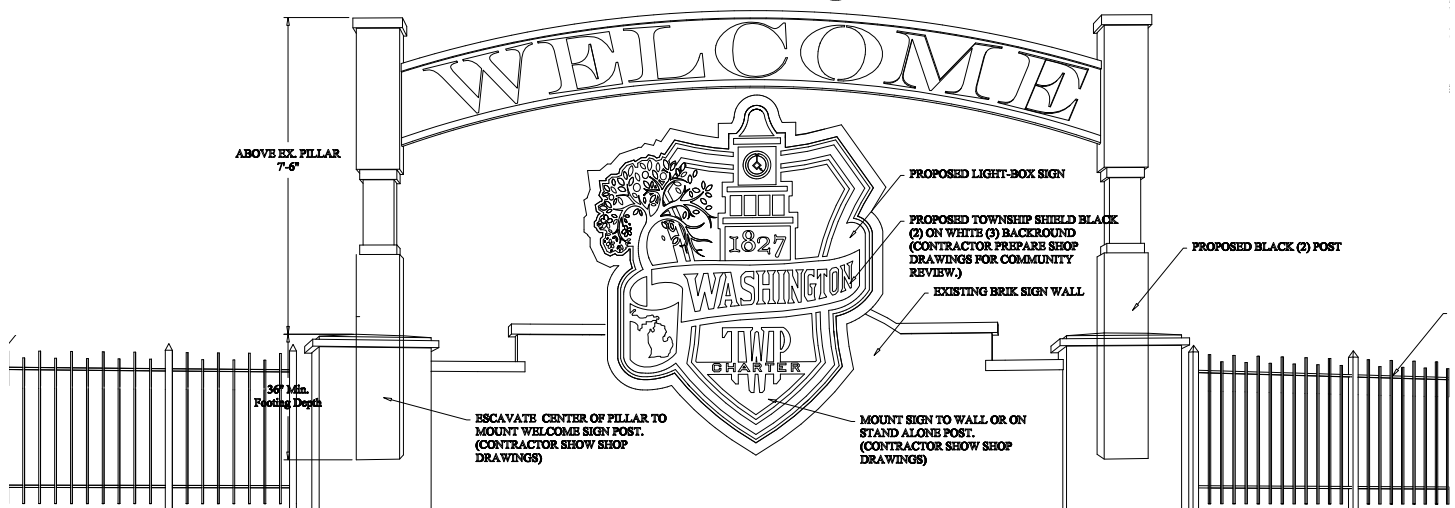 WELCOME
ABOVE EX. PILLAR
7'-6"
PROPOSED LIGHT-BOX SIGN
PROPOSED TOWNSHIP SHIELD BLACK
(2) ON WHITE (3) BACKROUND
(CONTRACTOR PREPARE SHOP
DRAWINGS FOR COMMUNITY
REVIEW.)
PROPOSED BLACK (2) POST
1827
WASHINGTON
EXISTING BRIK SIGN WALL
TWP
CHARTER
36" Min.
Footing Depth
ESCAVATE CENTER OF PILLAR TO
MOUNT WELCOME SIGN POST.
(CONTRACTOR SHOW SHOP
DRAWINGS)
MOUNT SIGN TO WALL OR ON
STAND ALONE POST.
(CONTRACTOR SHOW SHOP
DRAWINGS)